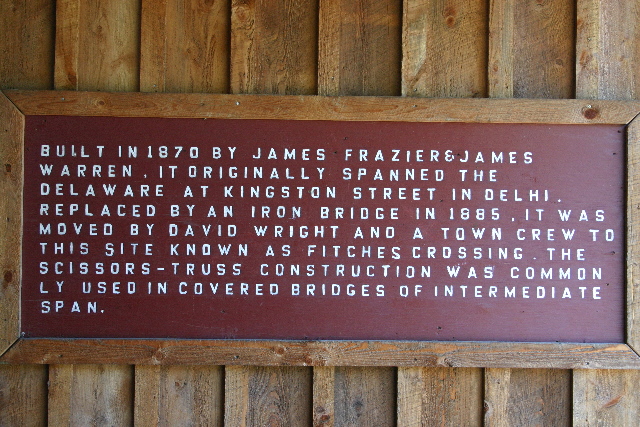 BUILT IN 1870 BY JAMES FRAZIER&JAMES
WARREN, IT ORIGINALLY SPANNED THE
DELAWARE AT KINGSTON STREET IN DELHI.
REPLACED BY AN IRON BRIDGE IN 1885, IT WAS
MOVED BY DAVID WRIGHT AND A TOWN CREW TO
THIS SITE KNOWN AS FITCHES CROSSING. THE
SCISSORS-TRUSS CONSTRUCTION WAS COMMON
LY USED IN COVERED BRIDGES OF INTERMEDIATE
SPAN.